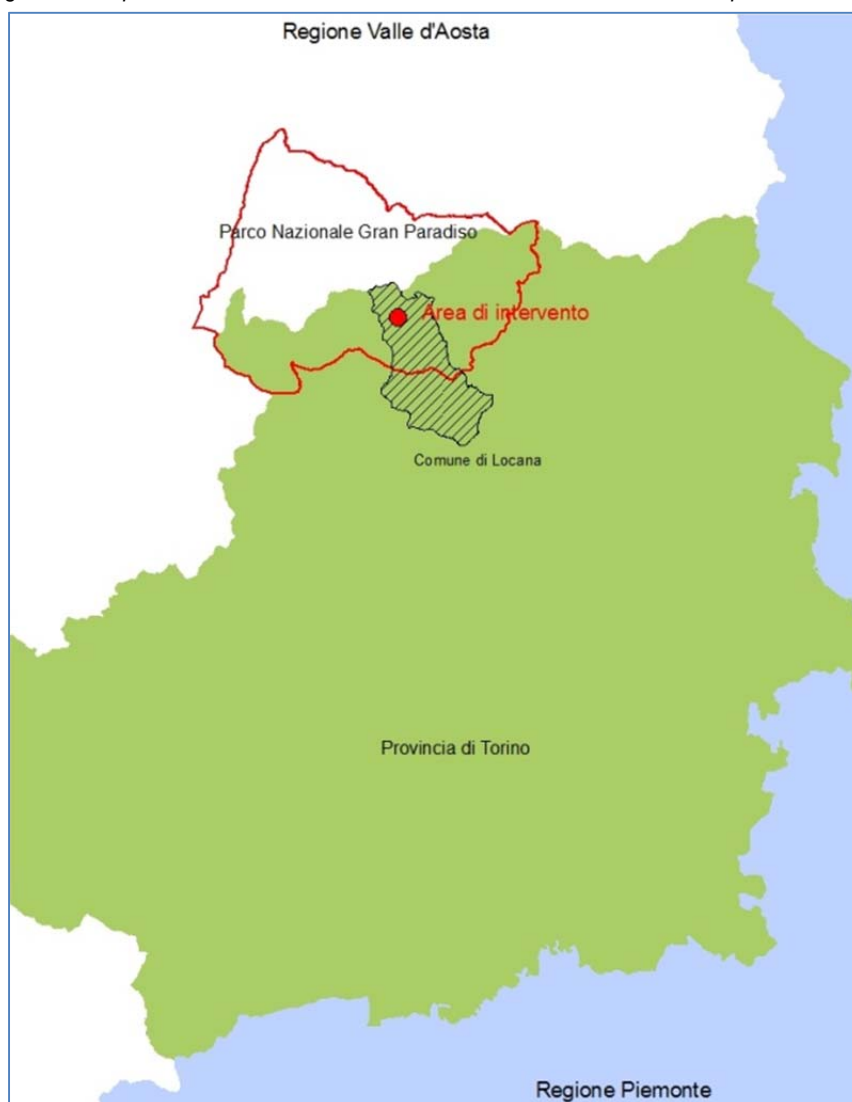 Regione Valle d'Aosta
Parco Nazionale Gran Paradiso
Area di intervento
Comune di Locana
Provincia di Torino
Regione Piemonte